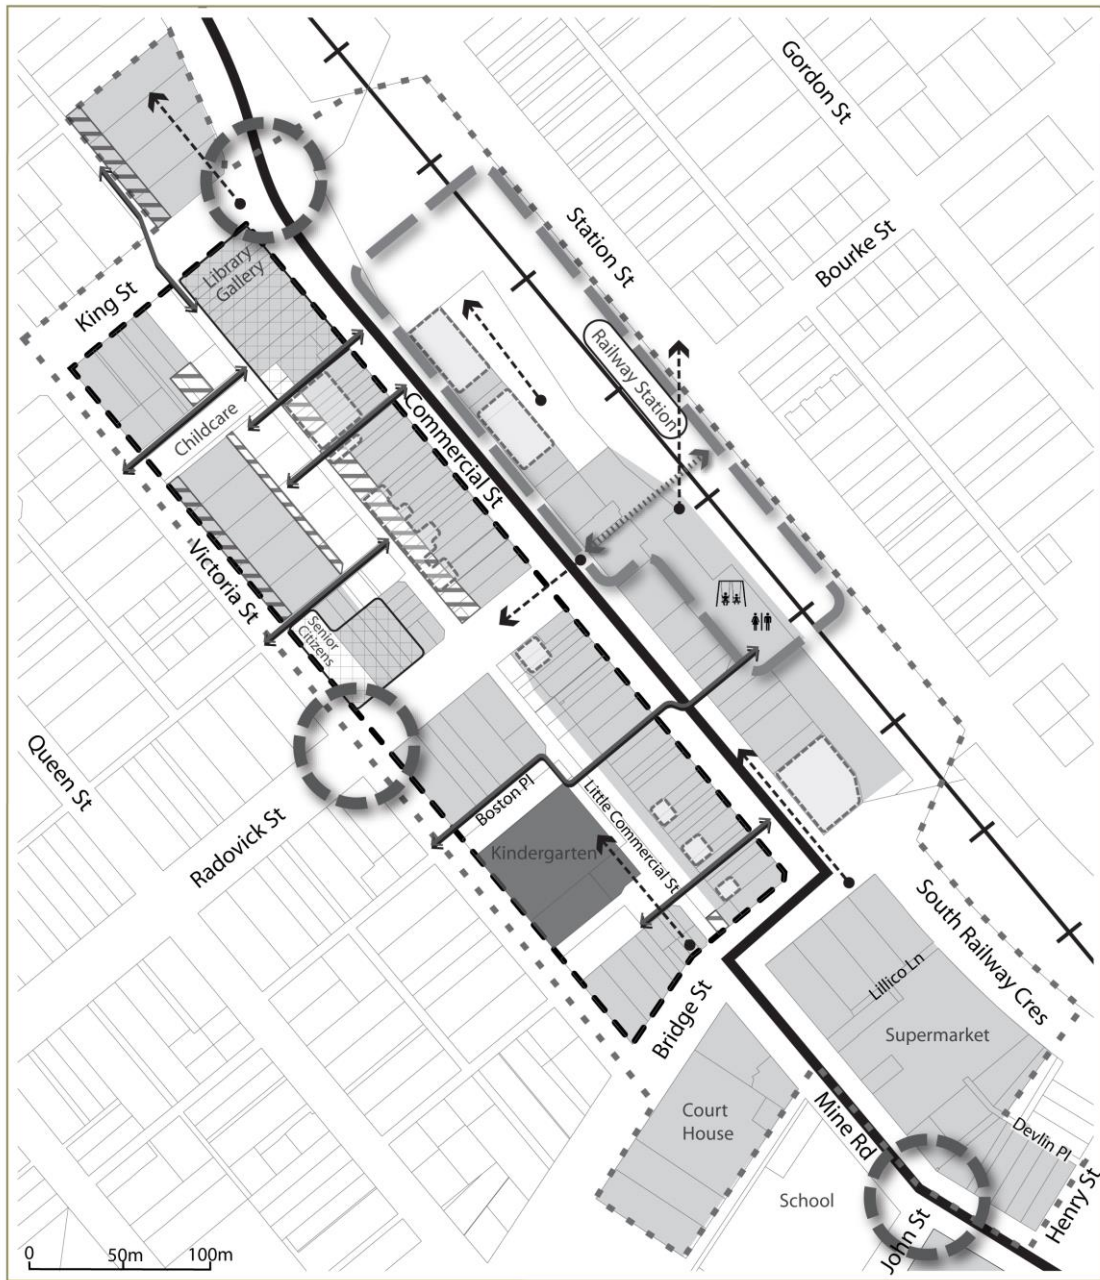 Gordon St
Station St
Bourke St
Library
Gallery
King St
Railway Station
Commercial St
Childcare
Victoria St
Senior
Citizens
Queen St
Radovick St
Boston Pl
Little Commercial St
Kindergarten
South Railway Cres
Lillico Ln
Supermarket
Bridge St
Court
House
Mine Rd
Devlin Pl
School
John St
Henry St
0
50m
100m